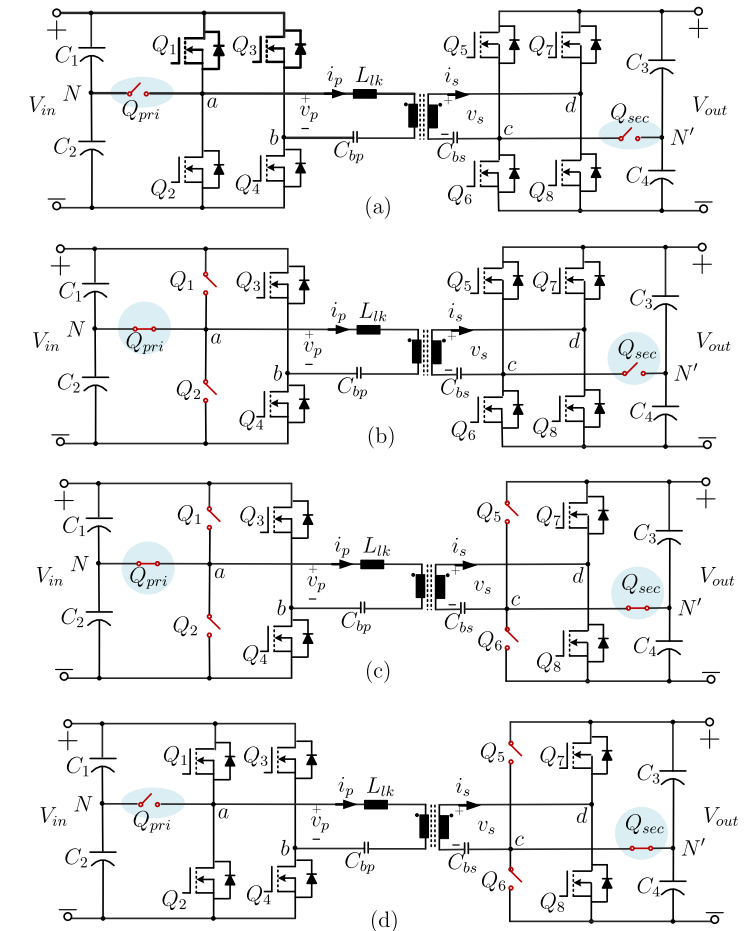 + C1 Q1 Q3 Q5 Q7 C3 +
ip Llk is
Vin N Qpri a + vp − + vs d Qsec Vout
C2 b Cbp − Cbs c N′
− Q2 Q4 Q6 Q8 C4 −
(a)
+ C1 Q1 Q3 Q5 Q7 C3 +
ip Llk is
Vin N Qpri a + vp − + vs d Qsec Vout
C2 Q2 b Cbp − Cbs c N′
− Q4 Q6 Q8 C4 −
(b)
+ C1 Q1 Q3 Q5 Q7 C3 +
ip Llk is
Vin N Qpri a + vp − + vs d Qsec Vout
C2 Q2 b Cbp − Cbs c N′
− Q4 Q6 Q8 C4 −
(c)
+ C1 Q1 Q3 Q5 Q7 C3 +
ip Llk is
Vin N Qpri a + vp − + vs d Qsec Vout
C2 b Cbp − Cbs c N′
− Q2 Q4 Q6 Q8 C4 −
(d)